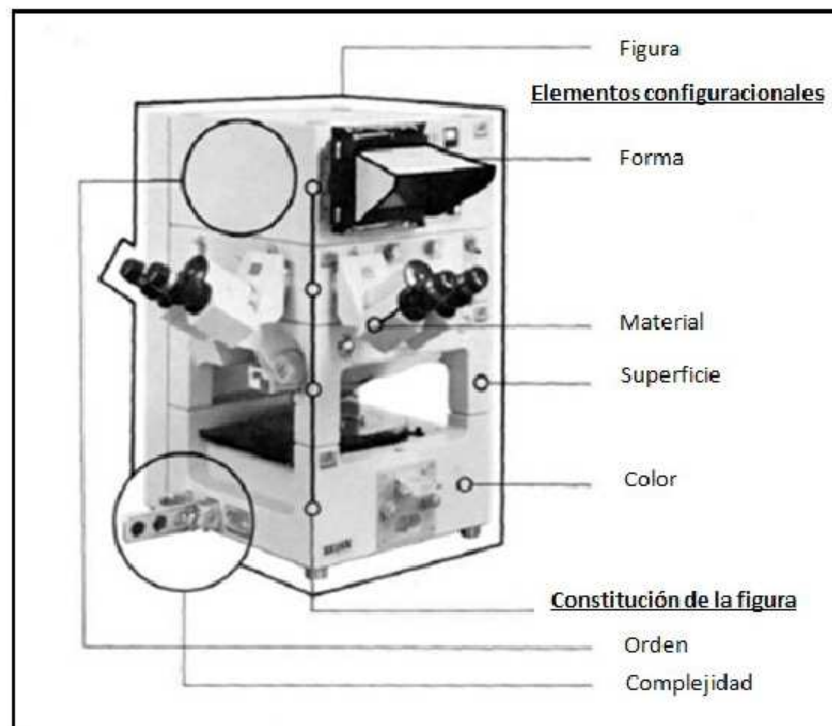 Figura
Elementos configuracionales
Forma
Material
Superficie
Color
Constitución de la figura
Orden
Complejidad